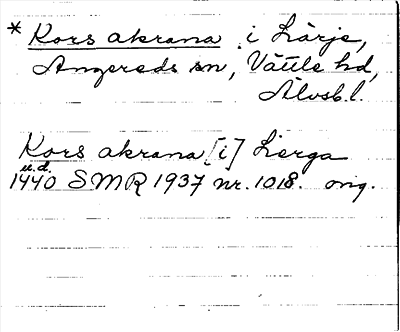 * Kors akrana i Lärje,
Angereds sn, Vättle hd,
Älvsb. l.
Kors akrana [i] Lerga
u.d.
1440 SMR 1937 nr. 1018. orig.